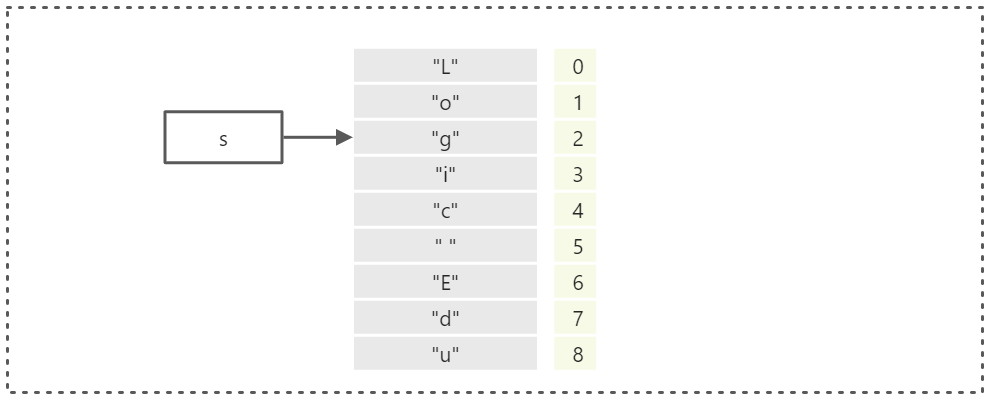 "L" 0
"o" 1
s
"g" 2
"i" 3
"c" 4
" " 5
"E" 6
"d" 7
"u" 8